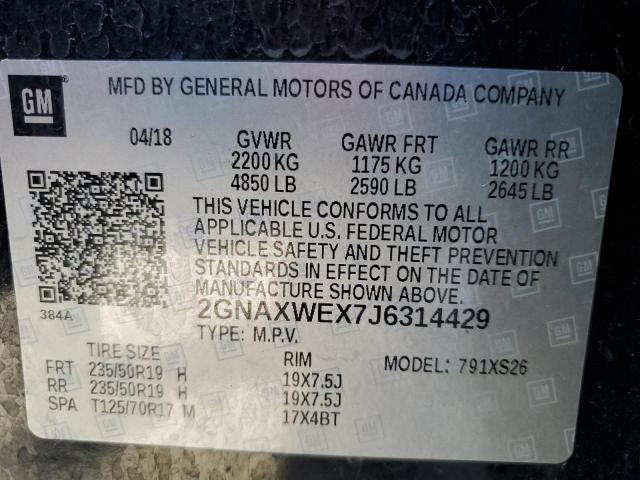 GM
MFD BY GENERAL MOTORS OF CANADA COMPANY
04/18 GVWR GAWR FRT GAWR RR
2200 KG 1175 KG 1200 KG
4850 LB 2590 LB 2645 LB
THIS VEHICLE CONFORMS TO ALL
APPLICABLE U.S. FEDERAL MOTOR
VEHICLE SAFETY AND THEFT PREVENTION
STANDARDS IN EFFECT ON THE DATE OF
MANUFACTURE SHOWN ABOVE.
384A
2GNAXWEX7J6314429
TYPE: M.P.V.
TIRE SIZE RIM MODEL: 791XS26
FRT 235/50R19 H 19X7.5J
RR 235/50R19 H 19X7.5J
SPA T125/70R17 M 17X4BT